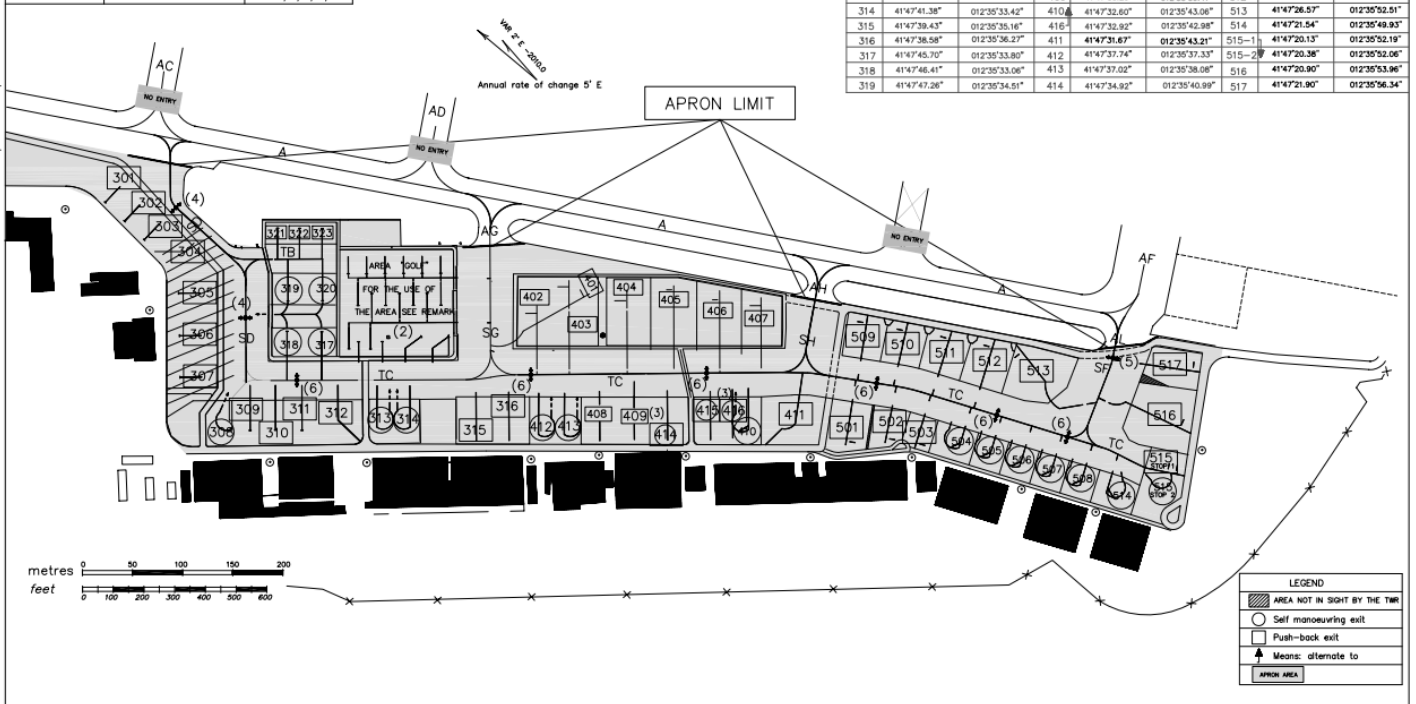 314 41°47'41.38" 012°35'33.42" 410 41°47'32.60" 012°35'43.06" 513 41°47'26.57" 012°35'52.51"
315 41°47'39.43" 012°35'35.16" 416 41°47'32.92" 012°35'42.98" 514 41°47'21.54" 012°35'49.93"
316 41°47'38.58" 012°35'36.27" 411 41°47'31.67" 012°35'43.21" 515-1 41°47'20.13" 012°35'52.19"
317 41°47'45.70" 012°35'33.80" 412 41°47'37.74" 012°35'37.33" 515-2 41°47'20.38" 012°35'52.06"
318 41°47'46.41" 012°35'33.06" 413 41°47'37.02" 012°35'38.08" 516 41°47'20.90" 012°35'53.96"
319 41°47'47.26" 012°35'34.51" 414 41°47'34.92" 012°35'40.99" 517 41°47'21.90" 012°35'56.34"
VAR 2° E -2010.0
Annual rate of change 5' E
APRON LIMIT
AC
NO ENTRY
AD
NO ENTRY
A
A
NO ENTRY
A
AF
301
302
303
(4)
304
305
306
307
(4)
SD
321 322 323
TB
319 320
318 317
AREA "GOLF"
FOR THE USE OF
THE AREA SEE REMARK
(2)
AG
SG
402
401
403
404
405
406
407
AH
SH
509
510
511
512
513
AL
SF
(5)
517
516
515
STOP 1
515
STOP 2
(6)
TC
(6)
TC
(6)
(6)
TC
(6)
(6)
TC
308
309
310
311
312
313
314
315
316
412
413
408
409
(3)
414
415
(3)
416
410
411
501
502
503
504
505
506
507
508
514
metres 0 50 100 150 200
feet 0 100 200 300 400 500 600
LEGEND
AREA NOT IN SIGHT BY THE TWR
Self manoeuvring exit
Push-back exit
Means: alternate to
APRON AREA